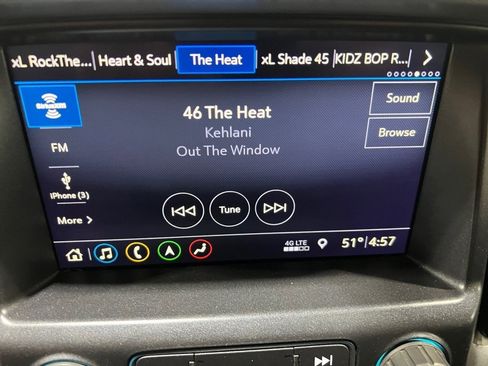 xL RockThe... Heart & Soul The Heat xL Shade 45 KIDZ BOP R...
SiriusXM
46 The Heat
Sound
Kehlani
Browse
FM
Out The Window
iPhone (3)
Tune
More >
4G LTE
51° 4:57